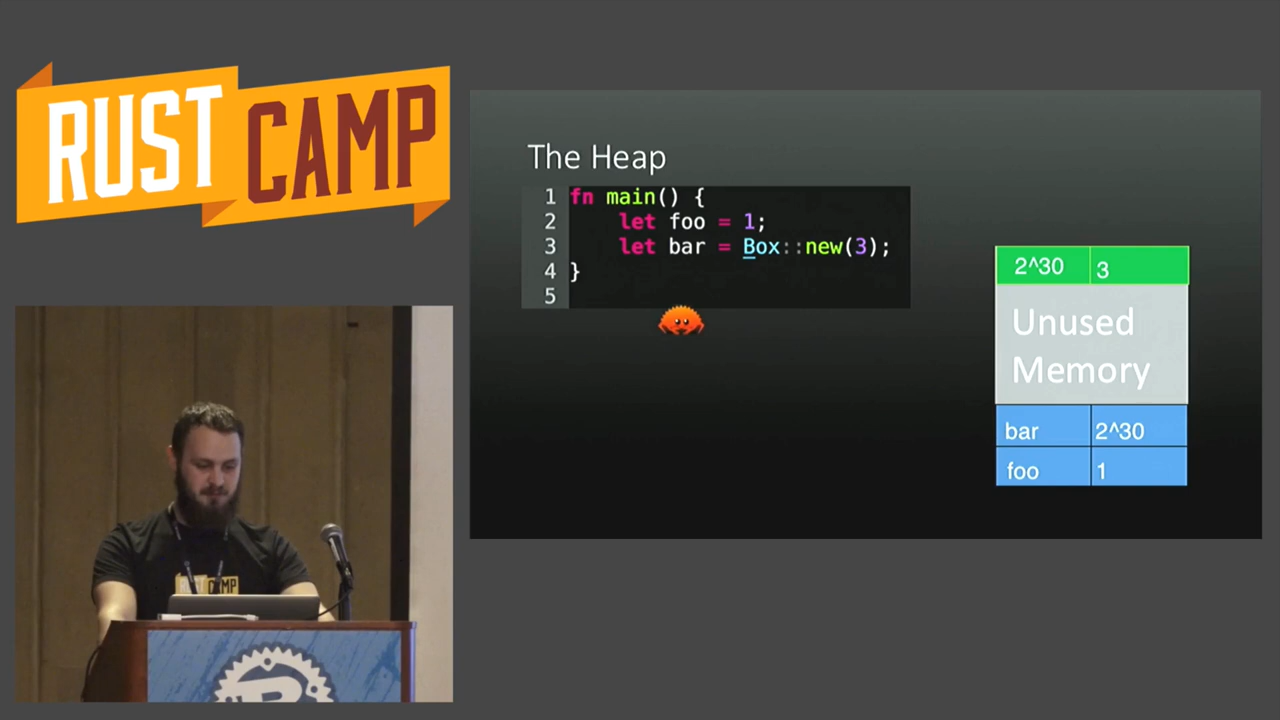 RUST CAMP
The Heap
1 fn main() {
2     let foo = 1;
3     let bar = Box::new(3);
4 }
5
2^30 3
Unused
Memory
bar 2^30
foo 1
RUST CAMP
R